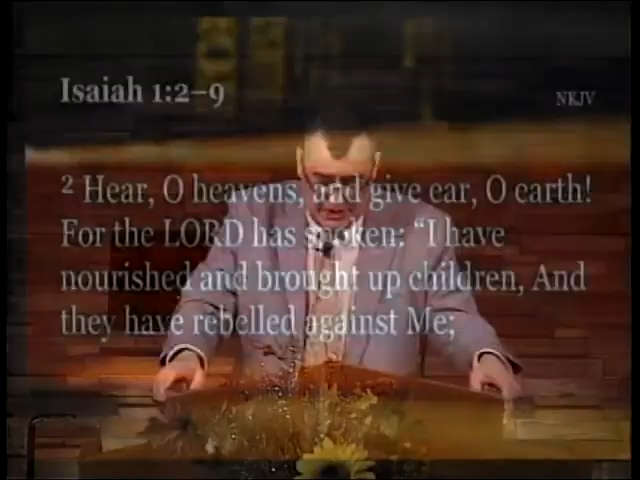 Isaiah 1:2–9
NKJV
2 Hear, O heavens, and give ear, O earth!
For the LORD has spoken: “I have
nourished and brought up children, And
they have rebelled against Me;